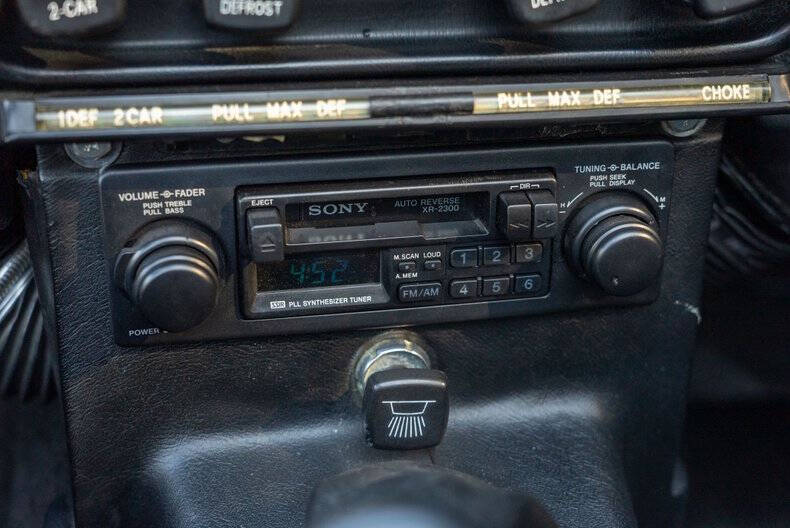 2-CAR
DEFROST
DEF
1DEF 2CAR PULL MAX DEF PULL MAX DEF CHOKE
VOLUME FADER
PUSH TREBLE
PULL BASS
EJECT
SONY AUTO REVERSE
XR-2300
DIR
TUNING BALANCE
PUSH SEEK
PULL DISPLAY
H M
+
4:52
M.SCAN LOUD
A.MEM
1 2 3
FM/AM 4 5 6
SSIR PLL SYNTHESIZER TUNER
POWER